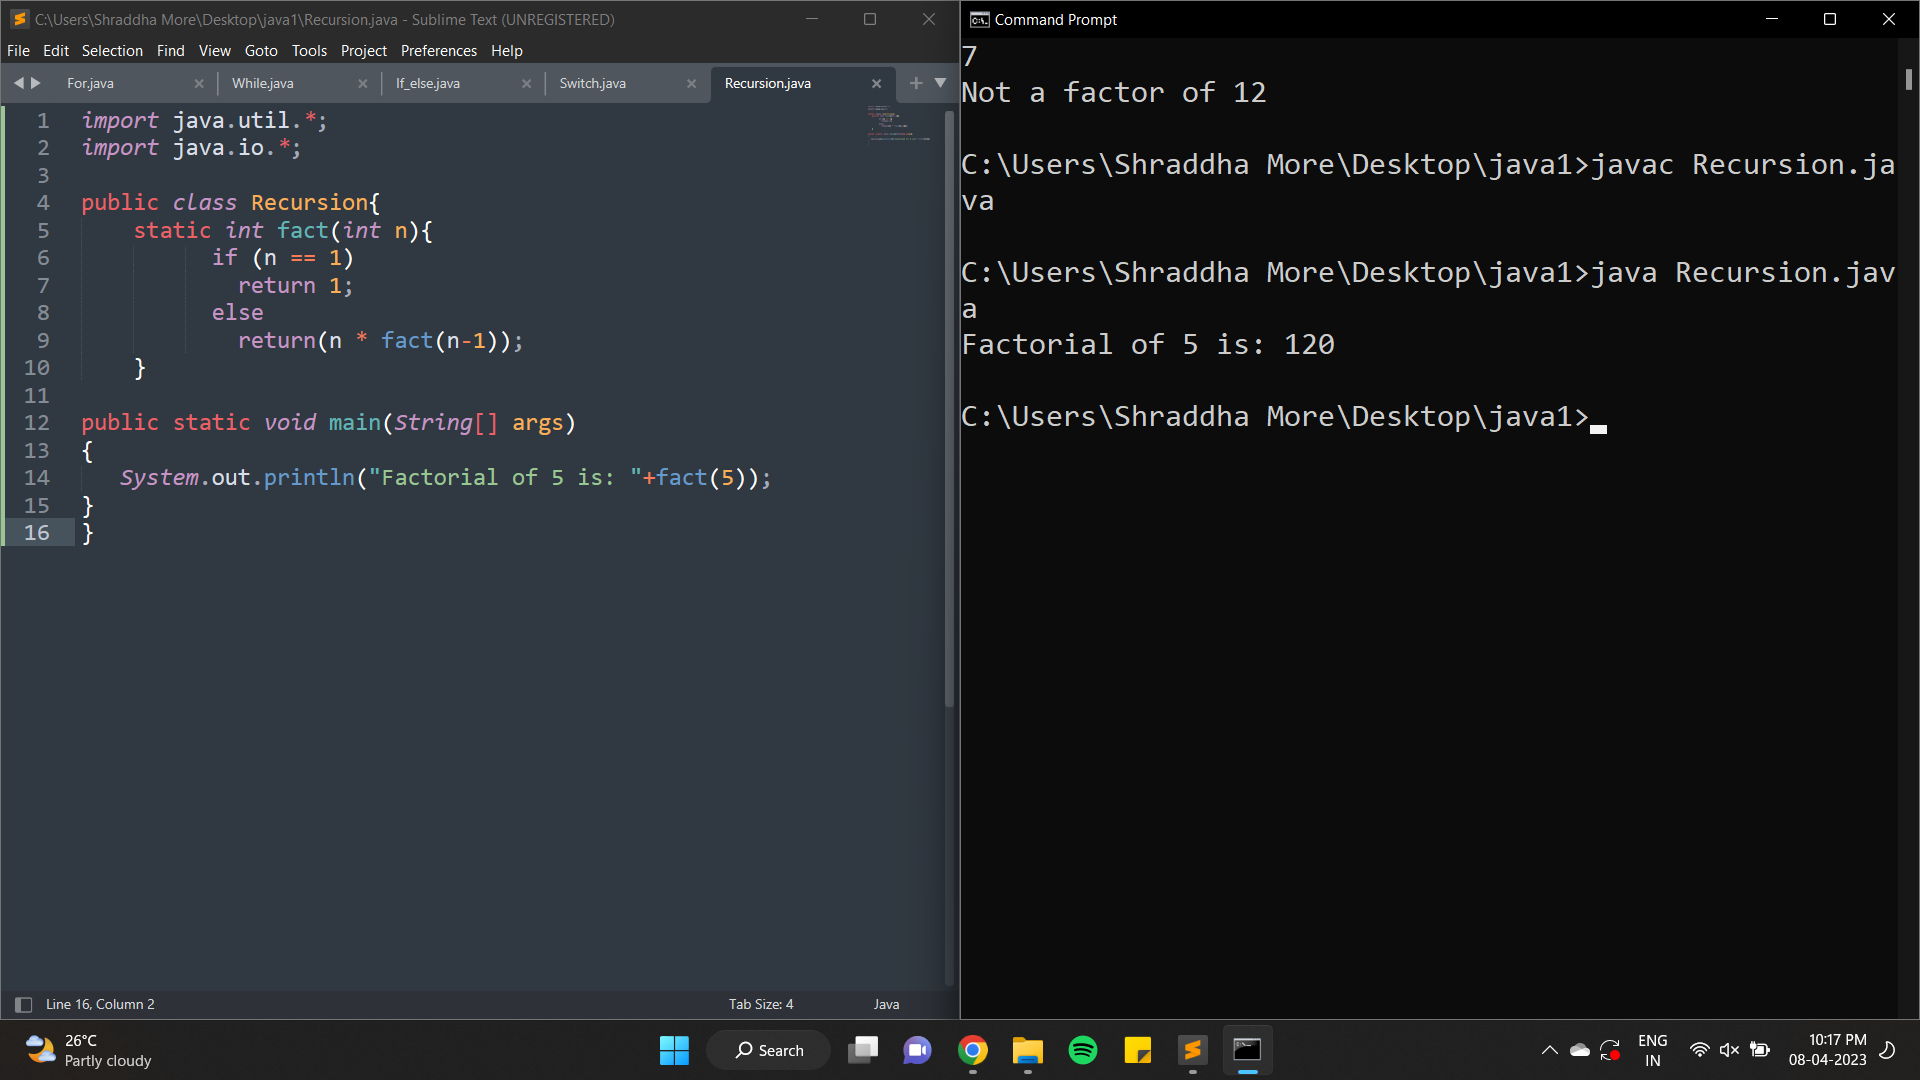 C:\Users\Shraddha More\Desktop\java1\Recursion.java - Sublime Text (UNREGISTERED)
File Edit Selection Find View Goto Tools Project Preferences Help
For.java × While.java × If_else.java × Switch.java × Recursion.java × +
1 import java.util.*;
2 import java.io.*;
3
4 public class Recursion{
5 static int fact(int n){
6 if (n == 1)
7 return 1;
8 else
9 return(n * fact(n-1));
10 }
11
12 public static void main(String[] args)
13 {
14 System.out.println("Factorial of 5 is: "+fact(5));
15 }
16 }
Line 16, Column 2 Tab Size: 4 Java
Command Prompt
7
Not a factor of 12
C:\Users\Shraddha More\Desktop\java1>javac Recursion.ja
va
C:\Users\Shraddha More\Desktop\java1>java Recursion.jav
a
Factorial of 5 is: 120
C:\Users\Shraddha More\Desktop\java1>
26°C
Partly cloudy
Search
ENG
IN
10:17 PM
08-04-2023